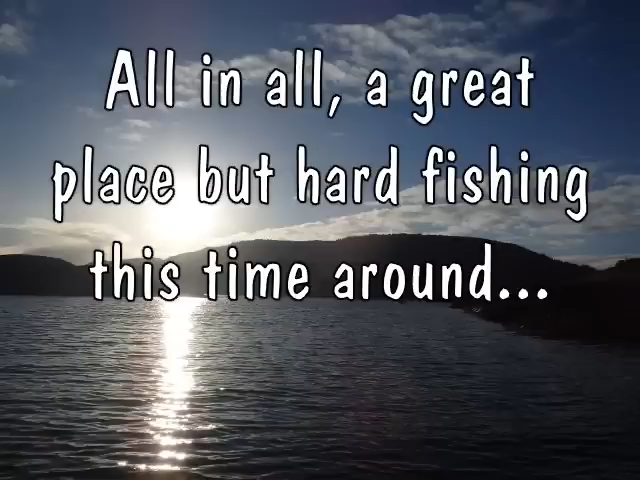 All in all, a great
place but hard fishing
this time around...